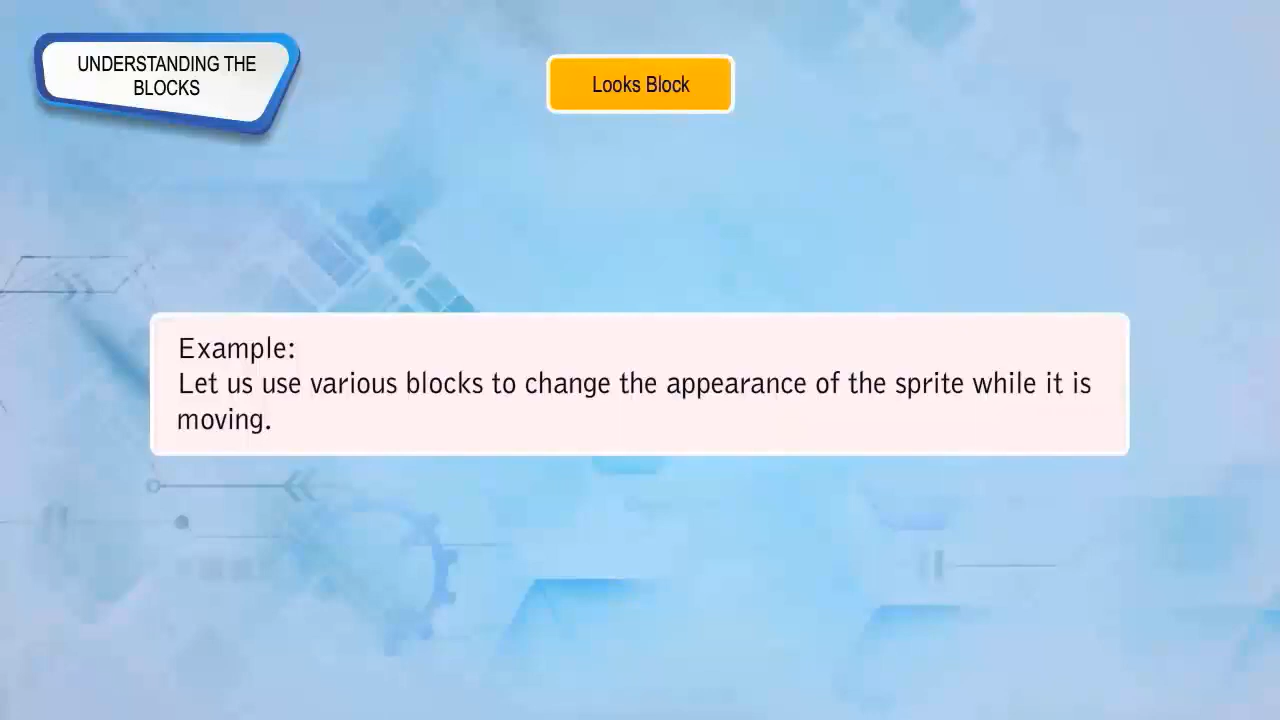 UNDERSTANDING THE
BLOCKS
Looks Block
Example:
Let us use various blocks to change the appearance of the sprite while it is
moving.